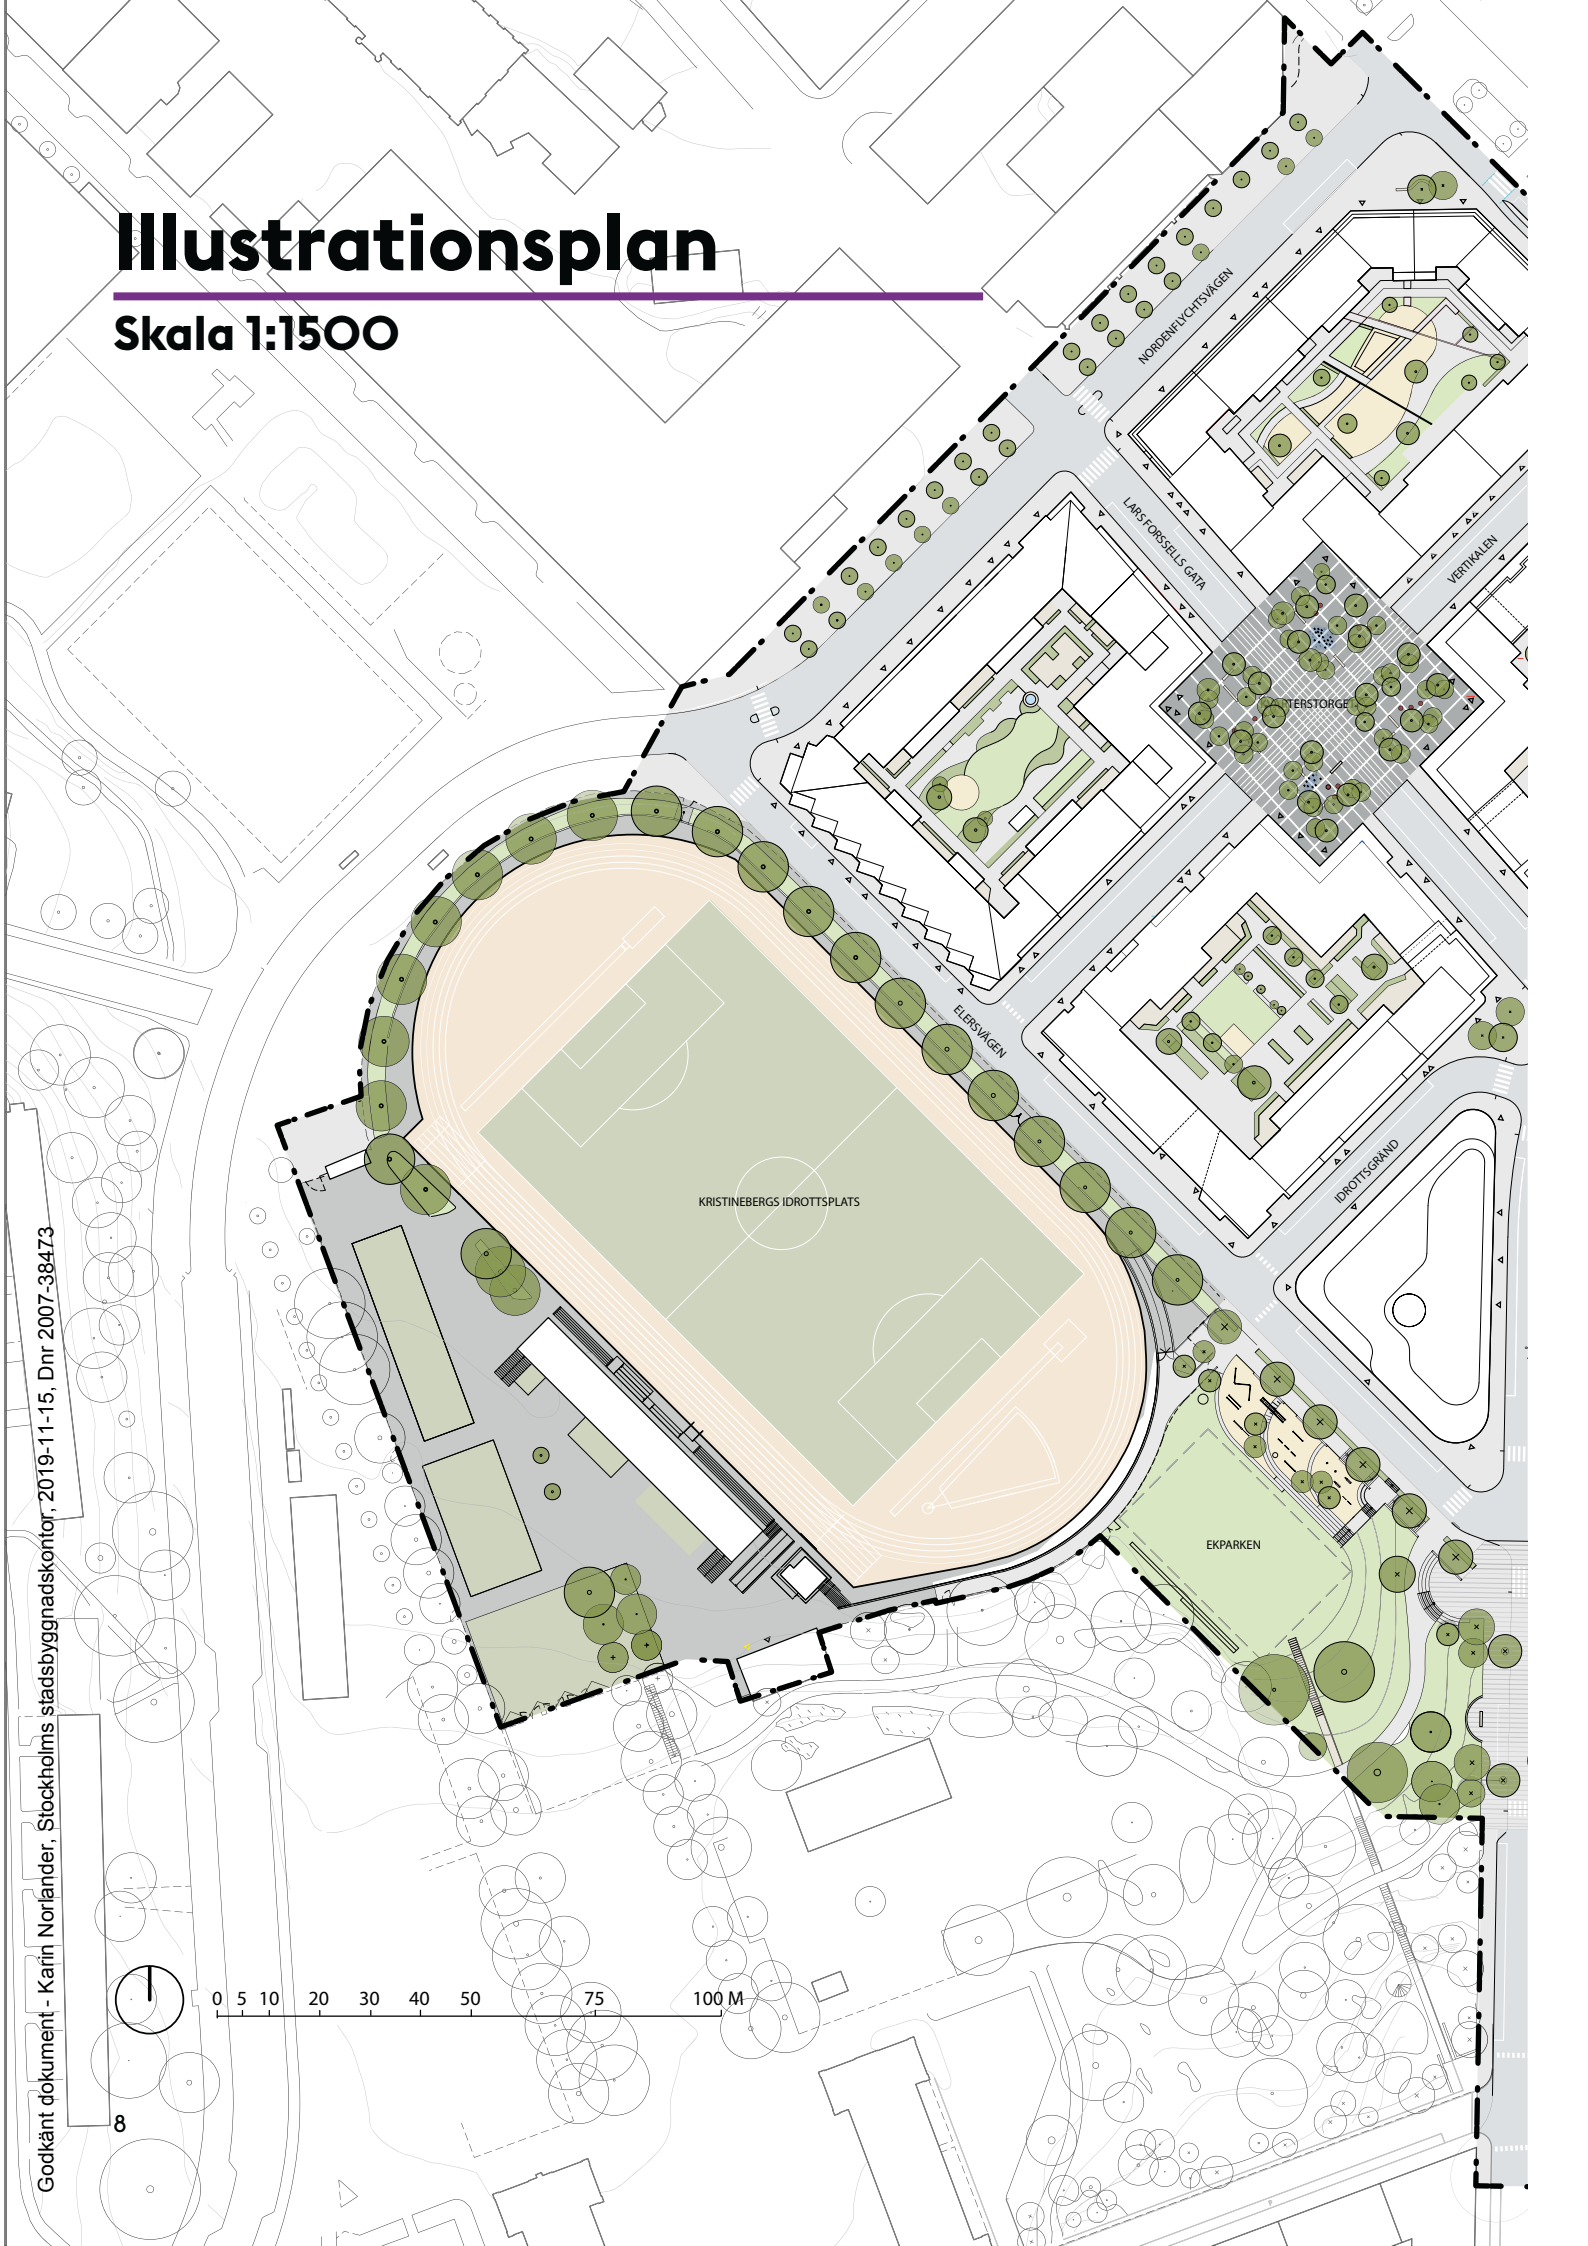 Illustrationsplan
Skala 1:1500
NORDENFLYCHTSVÄGEN
LARS FORSSELLS GATA
VERTIKALEN
TERSTORGE
ELERSVÄGEN
IDROTTSGRÄND
KRISTINEBERGS IDROTTSPLATS
EKPARKEN
0 5 10 20 30 40 50 75 100 M
8
Godkänt dokument - Karin Norlander, Stockholms stadsbyggnadskontor, 2019-11-15, Dnr 2007-38473